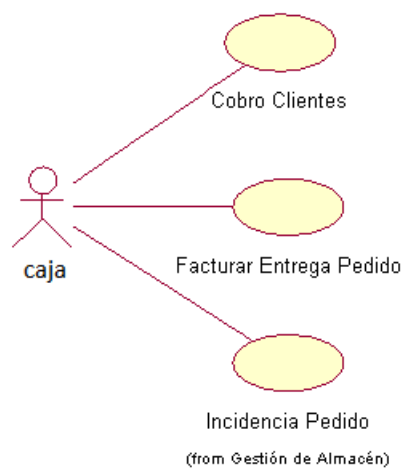 Cobro Clientes
caja
Facturar Entrega Pedido
Incidencia Pedido
(from Gestión de Almacén)